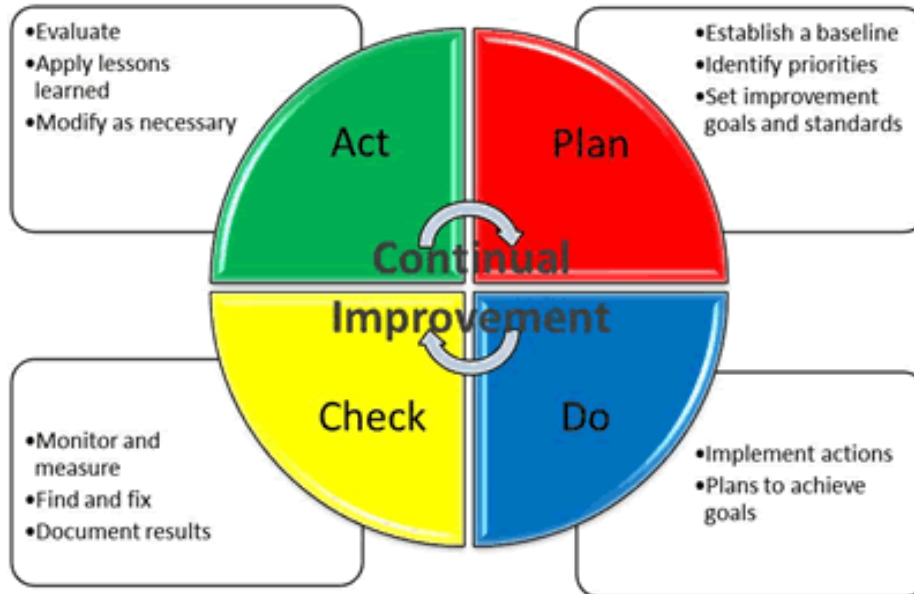 •Evaluate
•Apply lessons
learned
•Modify as necessary
Act
•Establish a baseline
•Identify priorities
•Set improvement
goals and standards
Plan
Continual
Improvement
•Monitor and
measure
•Find and fix
•Document results
Check
Do
•Implement actions
•Plans to achieve
goals